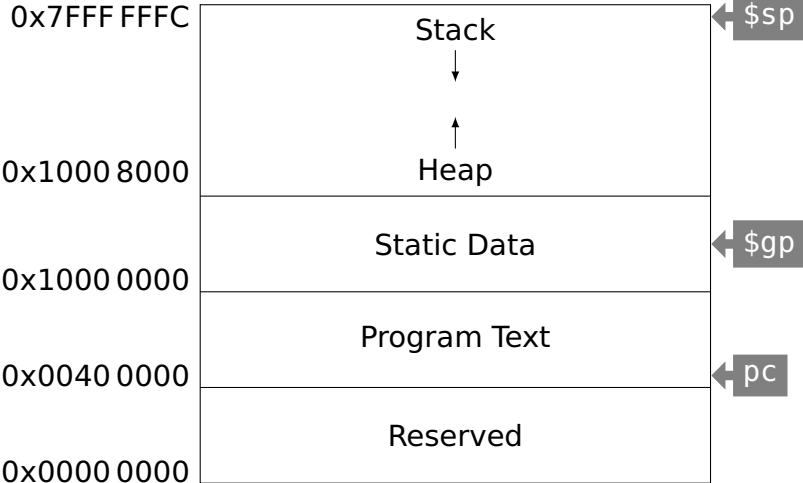 0x7FFF FFFC
Stack
$sp
0x1000 8000
Heap
Static Data
$gp
0x1000 0000
Program Text
0x0040 0000
pc
Reserved
0x0000 0000